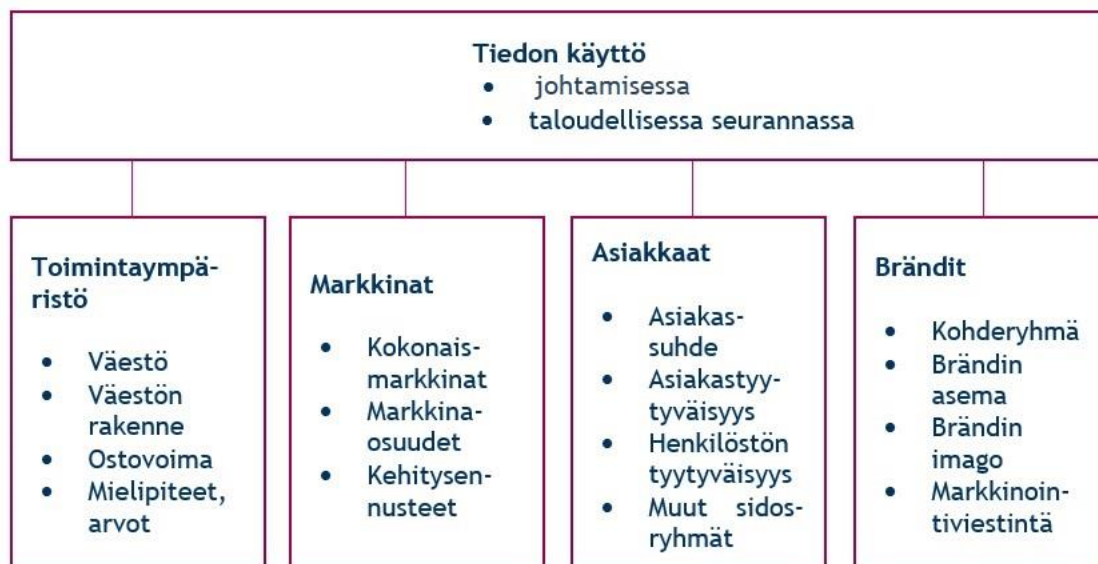 Tiedon käyttö
• johtamisessa
• taloudellisessa seurannassa
Toimintaympä-
ristö
• Väestö
• Väestön
rakenne
• Ostovoima
• Mielipiteet,
arvot
Markkinat
• Kokonais-
markkinat
• Markkina-
osuudet
• Kehitysen-
nusteet
Asiakkaat
• Asiakas-
suhde
• Asiakastyy-
tyväisyys
• Henkilöstön
tyytyväisyys
• Muut sidos-
ryhmät
Brändit
• Kohderyhmä
• Brändin
asema
• Brändin
imago
• Markkinoin-
tiviestintä